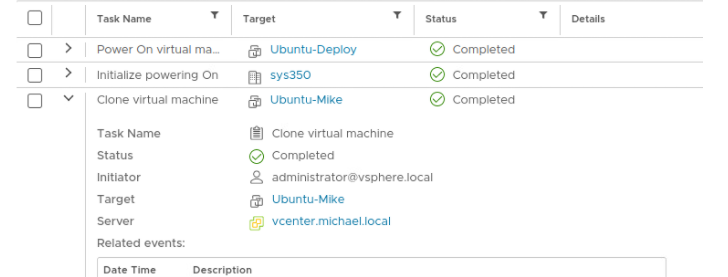 Task Name Target Status Details
Power On virtual ma... Ubuntu-Deploy Completed
Initialize powering On sys350 Completed
Clone virtual machine Ubuntu-Mike Completed
Task Name Clone virtual machine
Status Completed
Initiator administrator@vsphere.local
Target Ubuntu-Mike
Server vcenter.michael.local
Related events:
Date Time Description